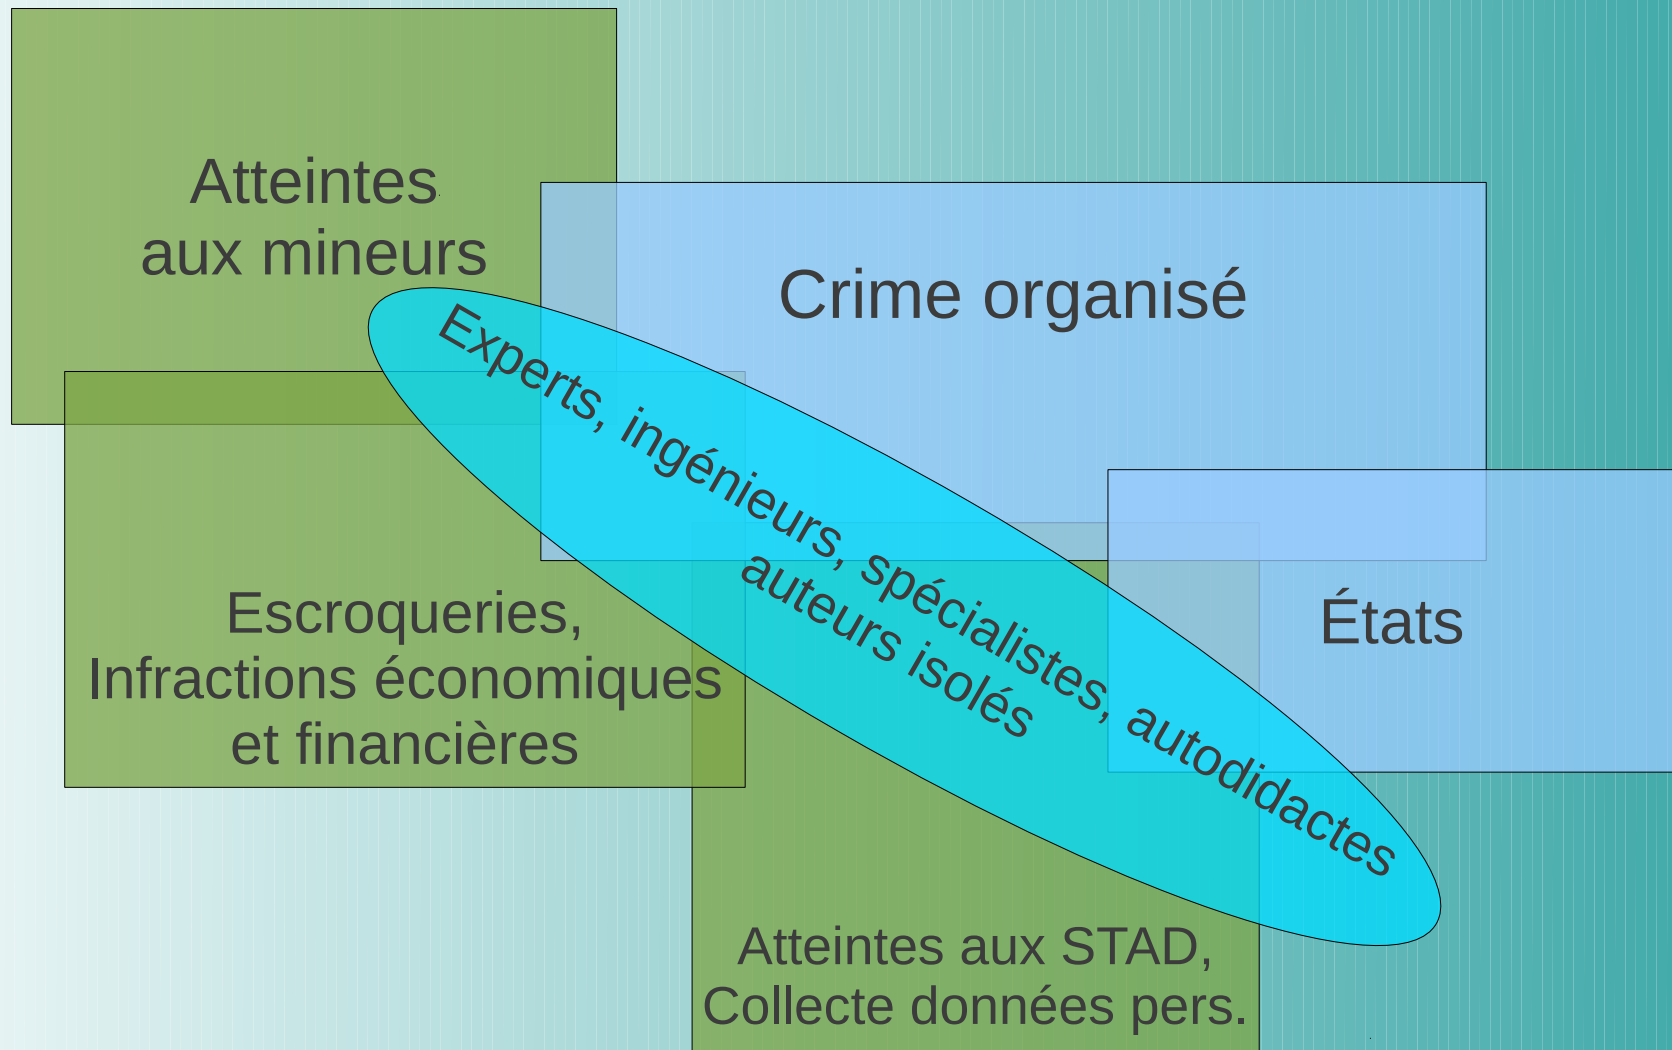 Atteintes
aux mineurs
Crime organisé
Experts, ingénieurs, spécialistes, autodidactes
auteurs isolés
États
Escroqueries,
Infractions économiques
et financières
Atteintes aux STAD,
Collecte données pers.